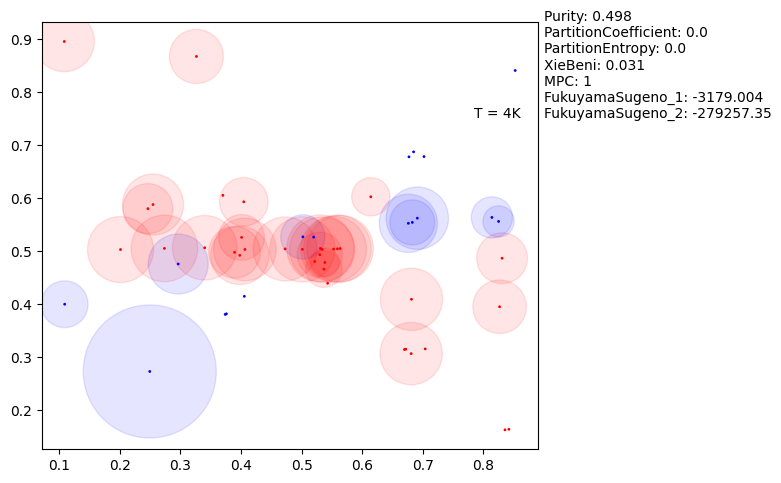 Purity: 0.498
PartitionCoefficient: 0.0
PartitionEntropy: 0.0
XieBeni: 0.031
MPC: 1
FukuyamaSugeno_1: -3179.004
FukuyamaSugeno_2: -279257.35
T = 4K
0.9
0.8
0.7
0.6
0.5
0.4
0.3
0.2
0.1 0.2 0.3 0.4 0.5 0.6 0.7 0.8